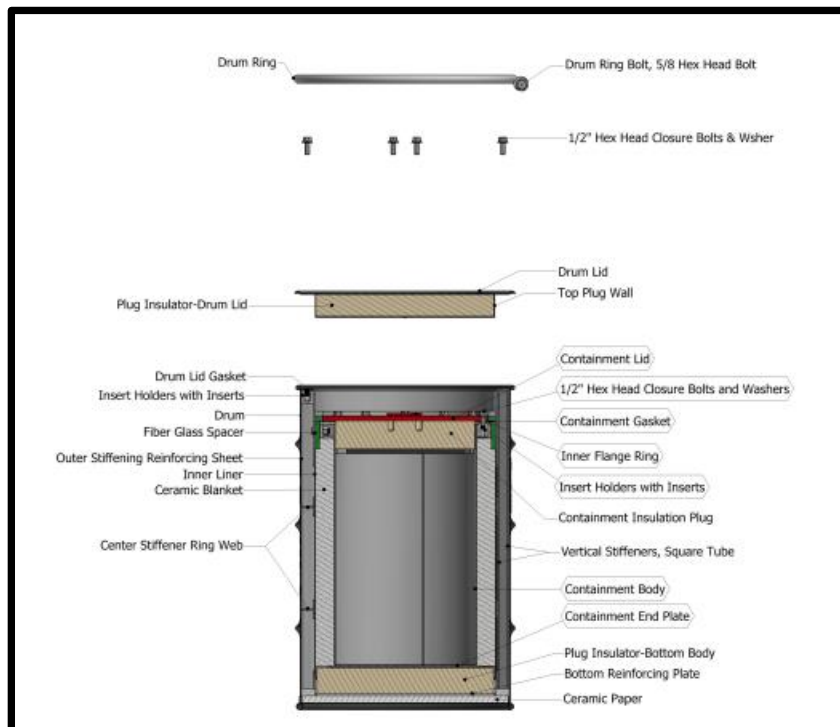 Drum Ring
Drum Ring Bolt, 5/8 Hex Head Bolt
1/2" Hex Head Closure Bolts & Wsher
Drum Lid
Plug Insulator-Drum Lid
Top Plug Wall
Containment Lid
Drum Lid Gasket
1/2" Hex Head Closure Bolts and Washers
Insert Holders with Inserts
Drum
Containment Gasket
Fiber Glass Spacer
Inner Flange Ring
Outer Stiffening Reinforcing Sheet
Inner Liner
Insert Holders with Inserts
Ceramic Blanket
Containment Insulation Plug
Center Stiffener Ring Web
Vertical Stiffeners, Square Tube
Containment Body
Containment End Plate
Plug Insulator-Bottom Body
Bottom Reinforcing Plate
Ceramic Paper